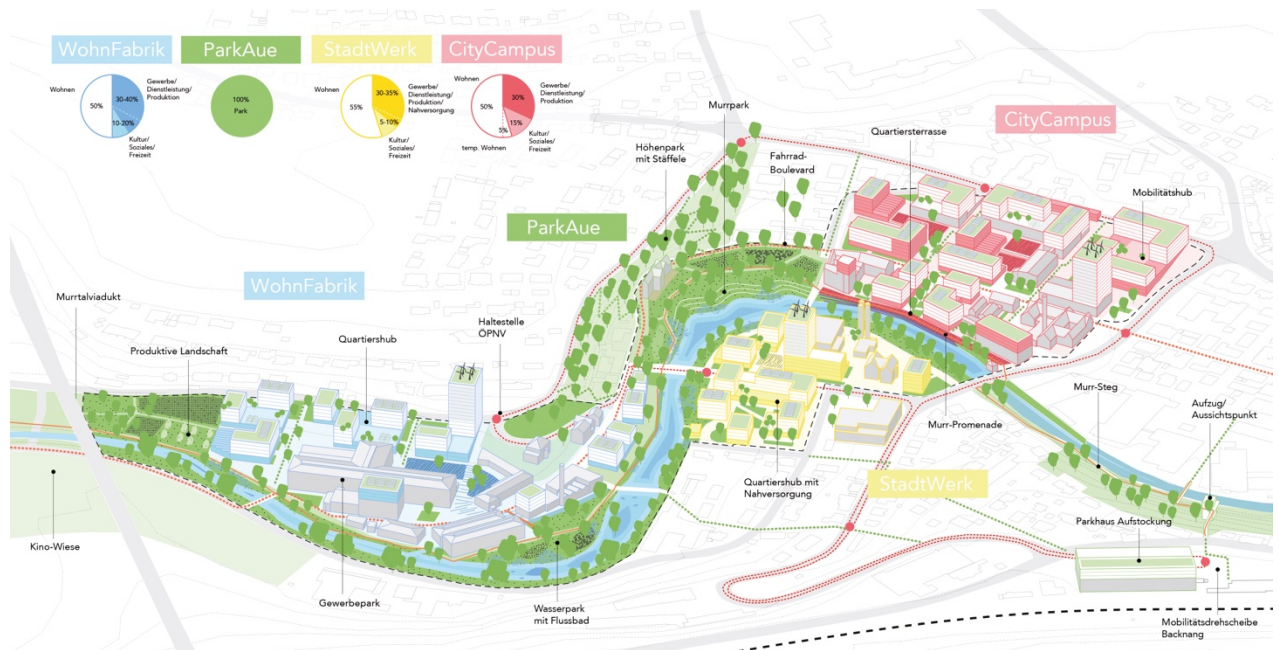 WohnFabrik
ParkAue
StadtWerk
CityCampus
Wohnen
50%
30-40%
10-20%
Gewerbe/
Dienstleistung/
Produktion
Kultur/
Soziales/
Freizeit
100%
Park
Wohnen
55%
30-35%
5-10%
Gewerbe/
Dienstleistung/
Produktion/
Nahversorgung
Kultur/
Soziales/
Freizeit
Wohnen
50%
30%
15%
5%
temp. Wohnen
Gewerbe/
Dienstleistung/
Produktion
Kultur/
Soziales/
Freizeit
Murrpark
Höhenpark
mit Stäffele
Fahrrad-
Boulevard
Quartiersterrasse
CityCampus
Mobilitätshub
ParkAue
WohnFabrik
Murrtalviadukt
Produktive Landschaft
Quartiershub
Haltestelle
ÖPNV
Murr-Steg
Aufzug/
Aussichtspunkt
Murr-Promenade
Quartiershub mit
Nahversorgung
StadtWerk
Parkhaus Aufstockung
Kino-Wiese
Gewerbepark
Wasserpark
mit Flussbad
Mobilitätsdrehscheibe
Backnang